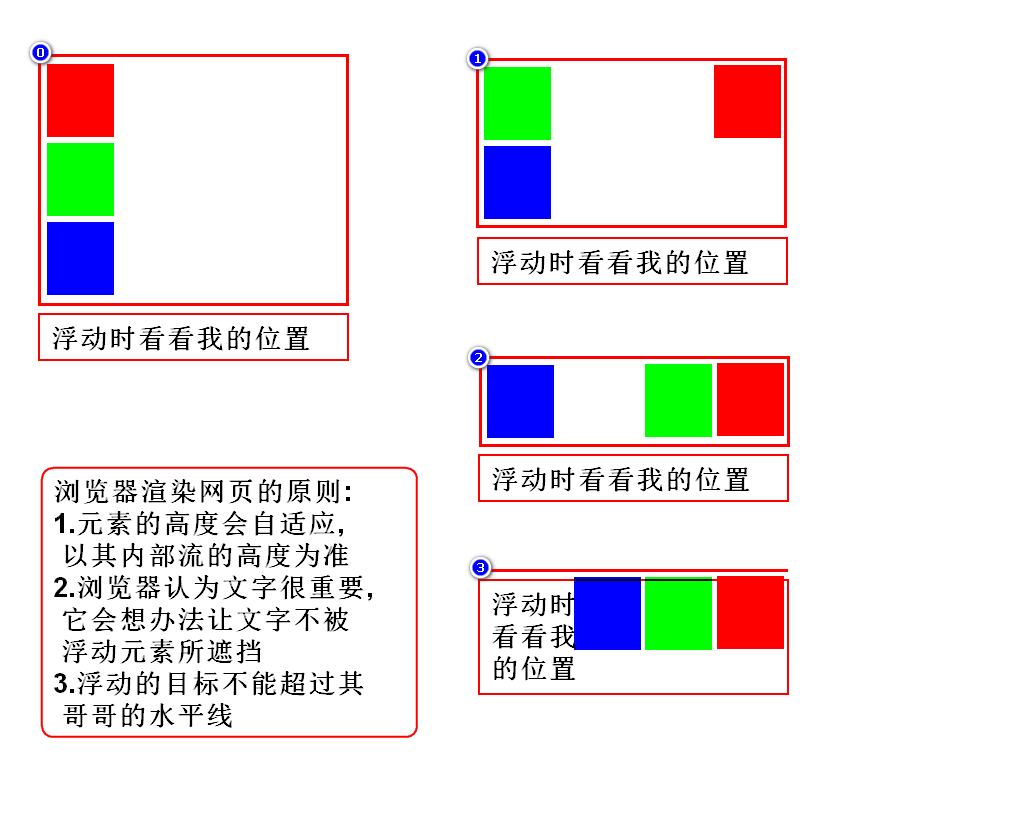 0
浮动时看看我的位置
浏览器渲染网页的原则:
1.元素的高度会自适应,
以其内部流的高度为准
2.浏览器认为文字很重要,
它会想办法让文字不被
浮动元素所遮挡
3.浮动的目标不能超过其
哥哥的水平线
1
浮动时看看我的位置
2
浮动时看看我的位置
3
浮动时
看看我
的位置